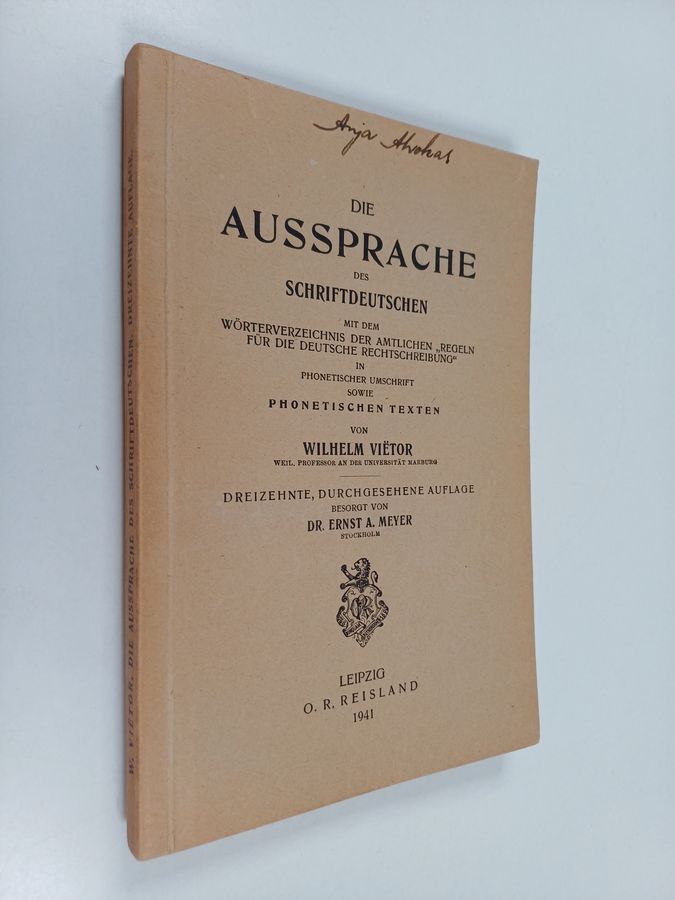 Anja
DIE
AUSSPRACHE
DES
SCHRIFTDEUTSCHEN
MIT DEM
WÖRTERVERZEICHNIS DER AMTLICHEN „REGELN
FÜR DIE DEUTSCHE RECHTSCHREIBUNG“
IN
PHONETISCHER UMSCHRIFT
SOWIE
PHONETISCHEN TEXTEN
VON
WILHELM VIËTOR
WEIL. PROFESSOR AN DER UNIVERSITÄT MARBURG
DREIZEHNTE, DURCHGESEHENE AUFLAGE
BESORGT VON
DR. ERNST A. MEYER
STOCKHOLM
LEIPZIG
O. R. REISLAND
1941
W. VIËTOR, DIE AUSSPRACHE DES SCHRIFTDEUTSCHEN. DREIZEHNTE AUFLAGE.